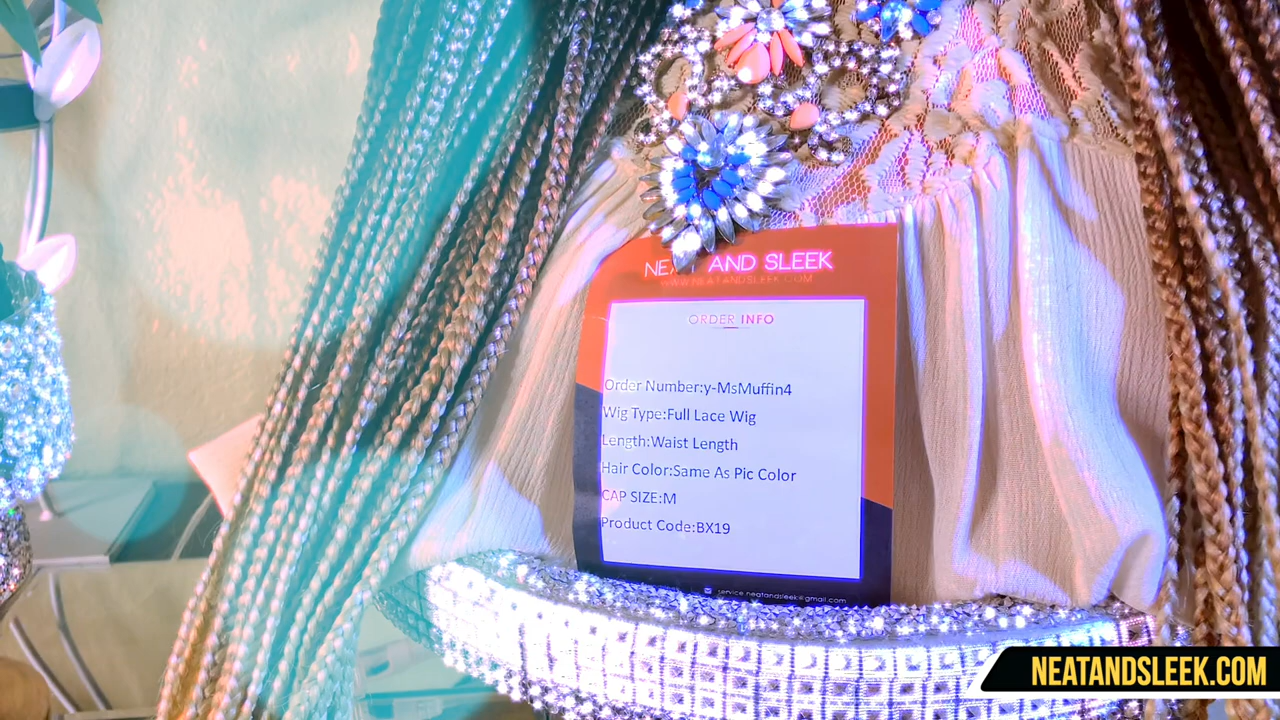 NEAT AND SLEEK
WWW.NEATANDSLEEK.COM
ORDER INFO
Order Number:y-MsMuffin4
Wig Type:Full Lace Wig
Length:Waist Length
Hair Color:Same As Pic Color
CAP SIZE:M
Product Code:BX19
service.neatandsleek@gmail.com
NEATANDSLEEK.COM